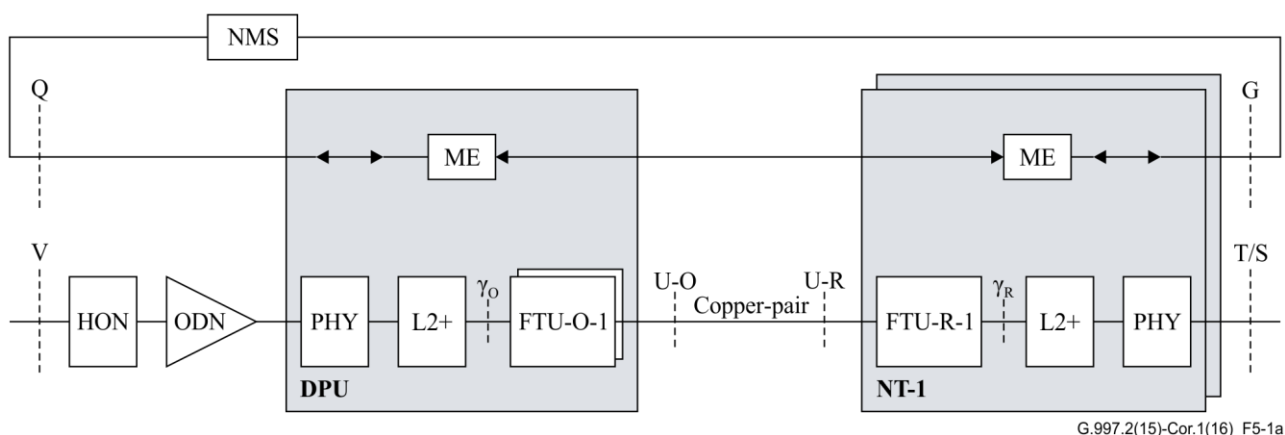 NMS
Q
G
ME
ME
V
T/S
U-O
U-R
γO
γR
Copper-pair
HON
ODN
PHY
L2+
FTU-O-1
FTU-R-1
L2+
PHY
DPU
NT-1
G.997.2(15)-Cor.1(16)_F5-1a